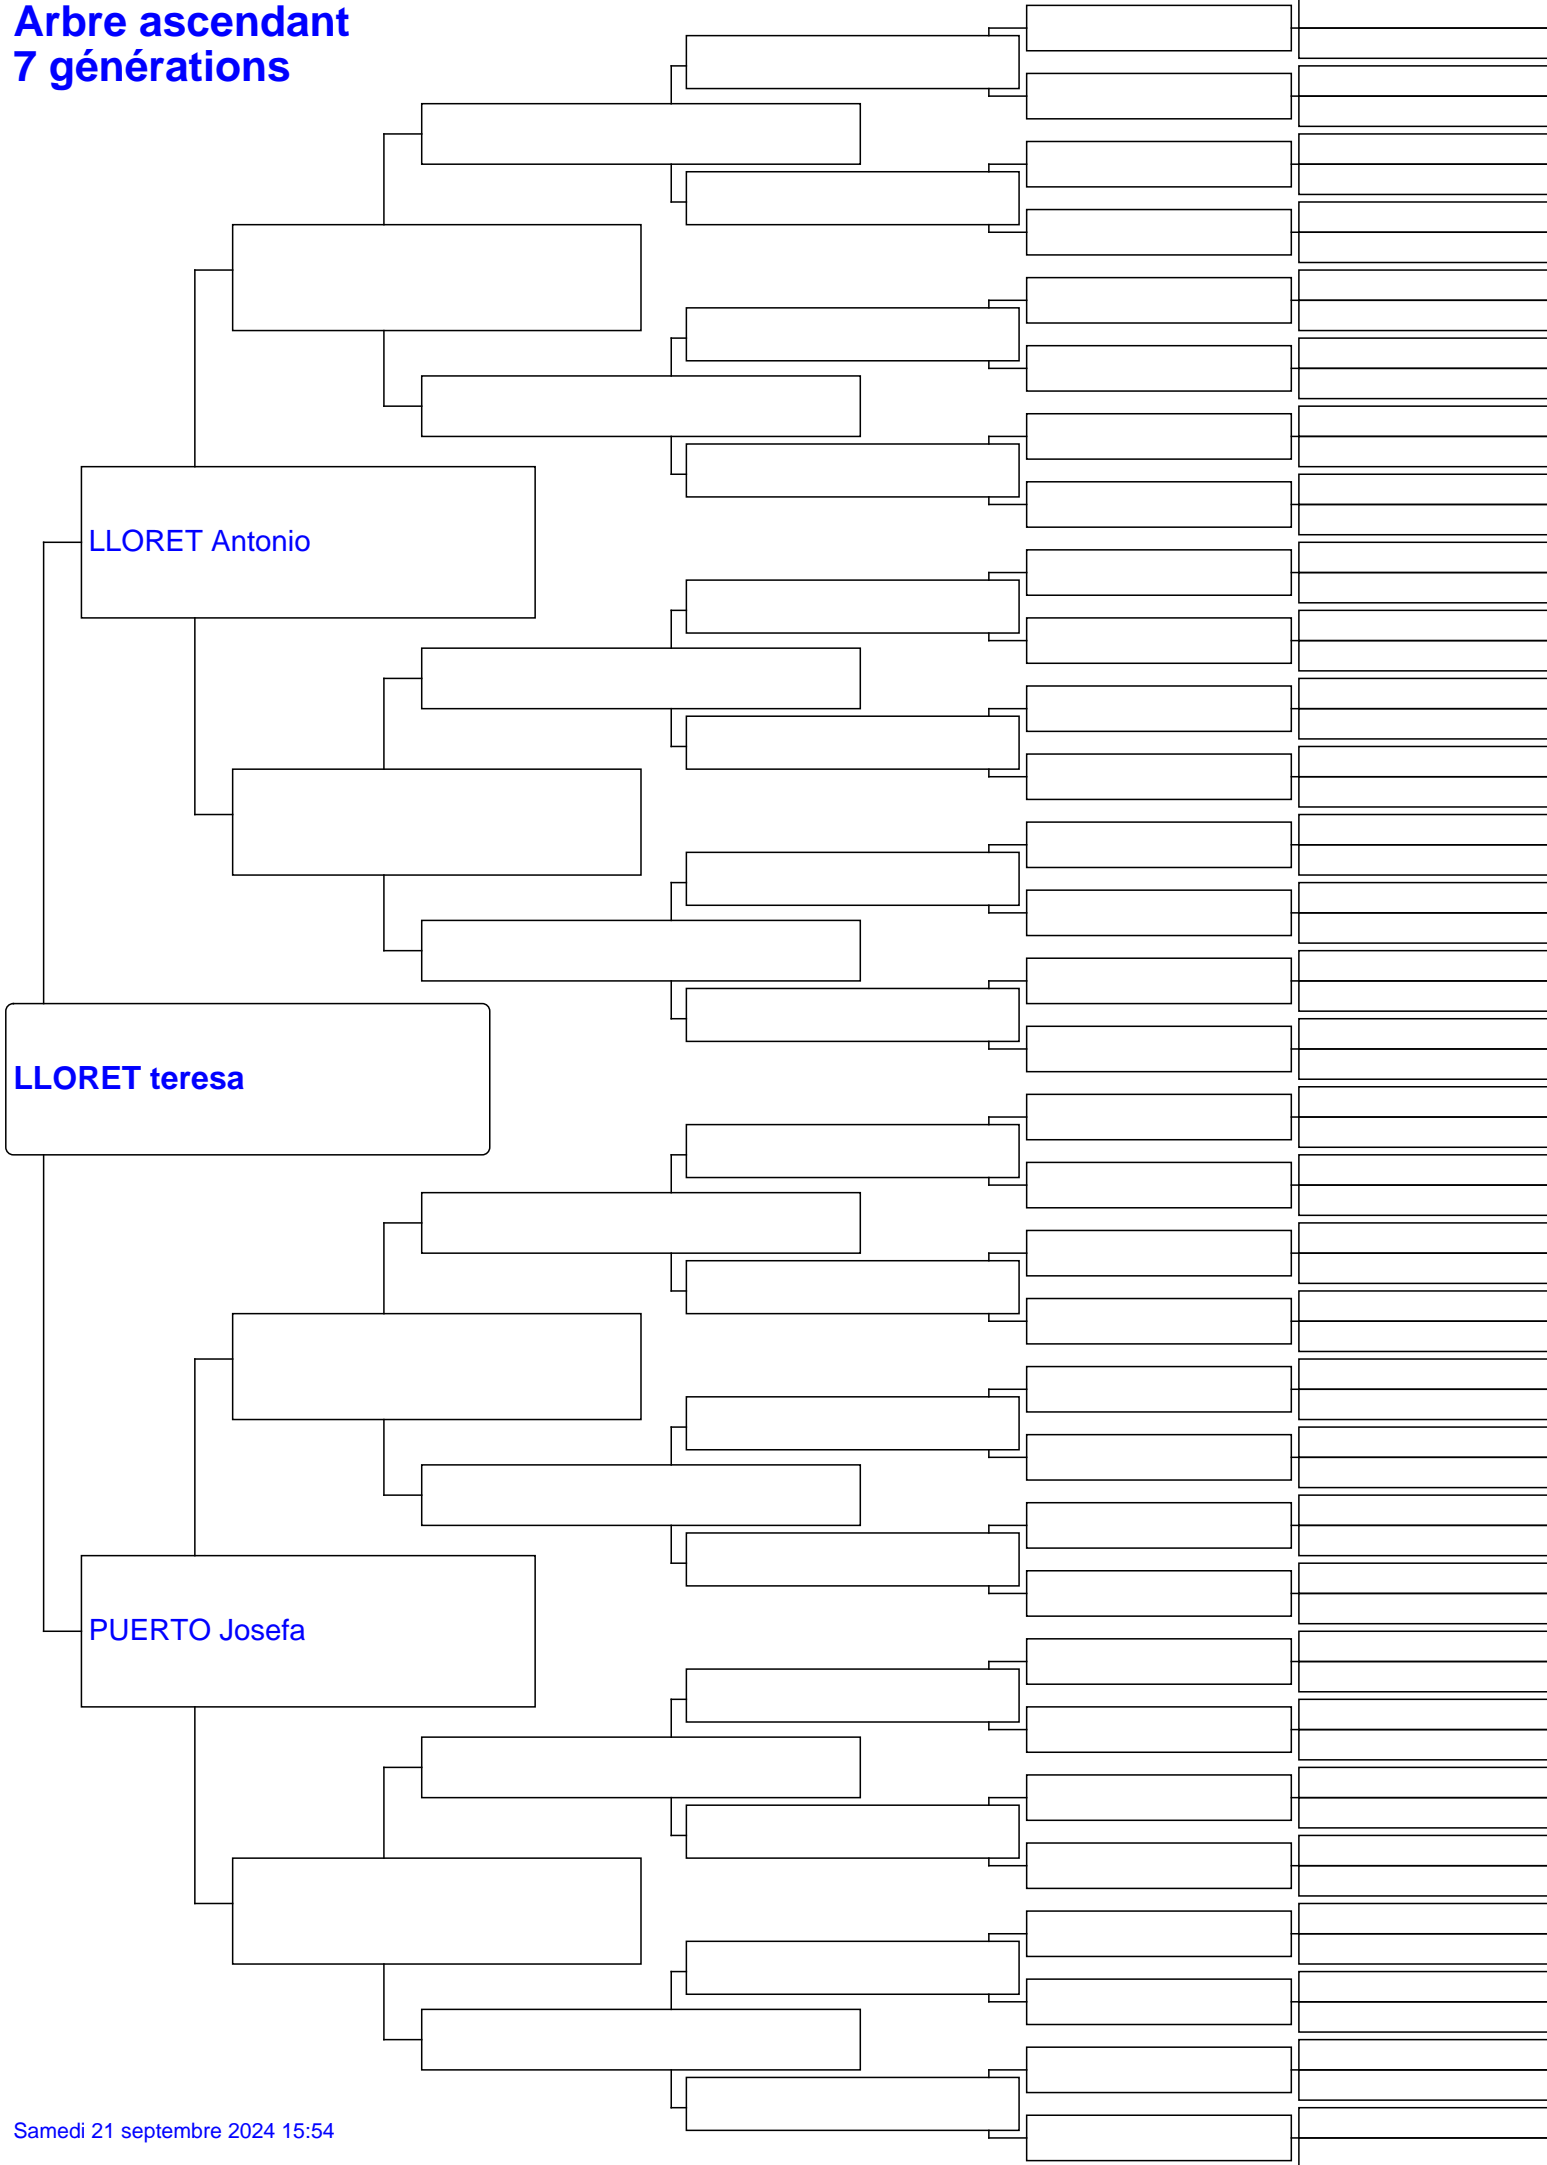 Arbre ascendant
7 générations
LLORET Antonio
LLORET teresa
PUERTO Josefa
Samedi 21 septembre 2024 15:54